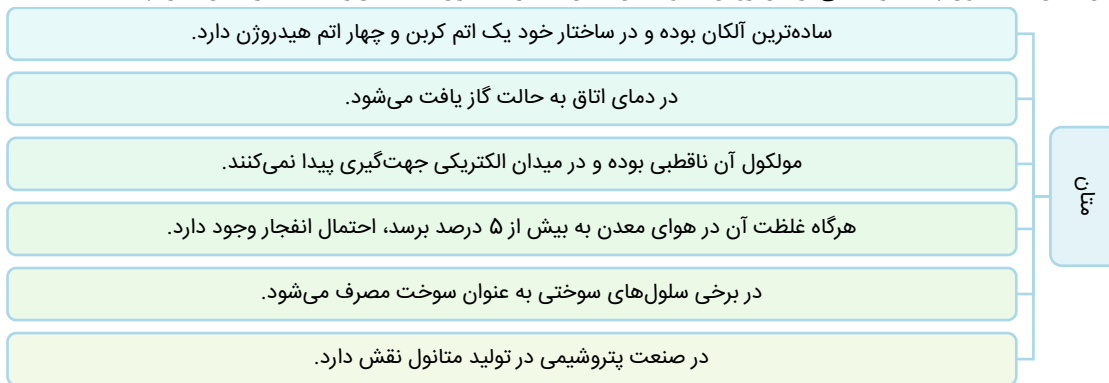 ساده‌ترین آلکان بوده و در ساختار خود یک اتم کربن و چهار اتم هیدروژن دارد.
در دمای اتاق به حالت گاز یافت می‌شود.
مولکول آن ناقطبی بوده و در میدان الکتریکی جهت‌گیری پیدا نمی‌کنند.
متان
هرگاه غلظت آن در هوای معدن به بیش از ۵ درصد برسد، احتمال انفجار وجود دارد.
در برخی سلول‌های سوختی به عنوان سوخت مصرف می‌شود.
در صنعت پتروشیمی در تولید متانول نقش دارد.